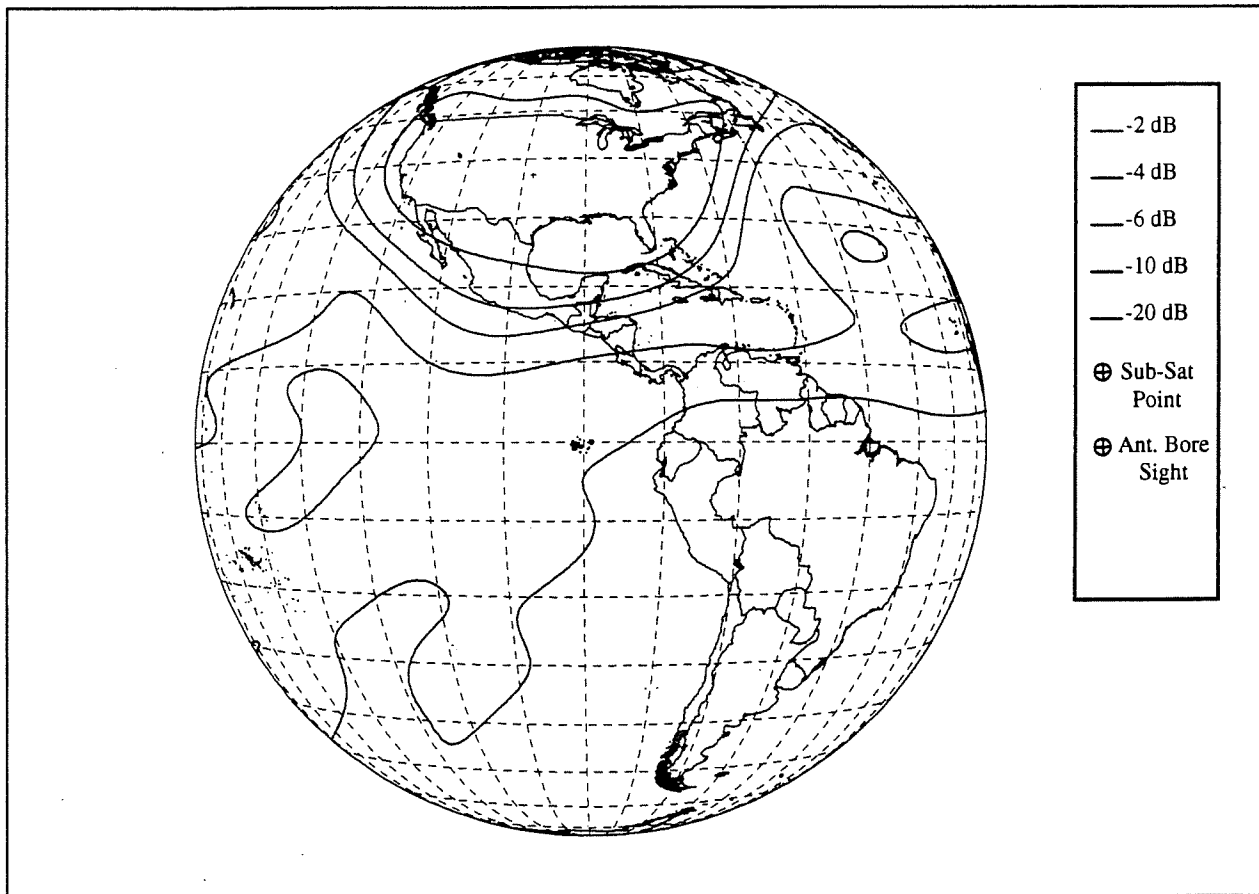 -2 dB
-4 dB
-6 dB
-10 dB
-20 dB
⊕ Sub-Sat
Point
⊕ Ant. Bore
Sight